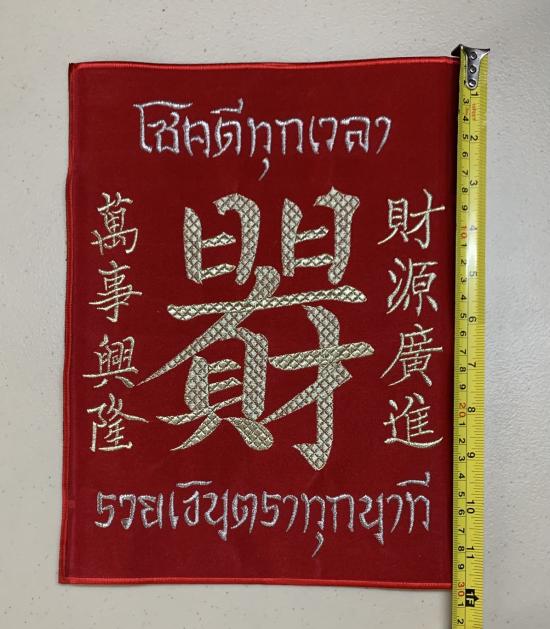 โชคดีทุกเวลา
財源廣進
萬事興隆
รวยเงินตราทุกนาที